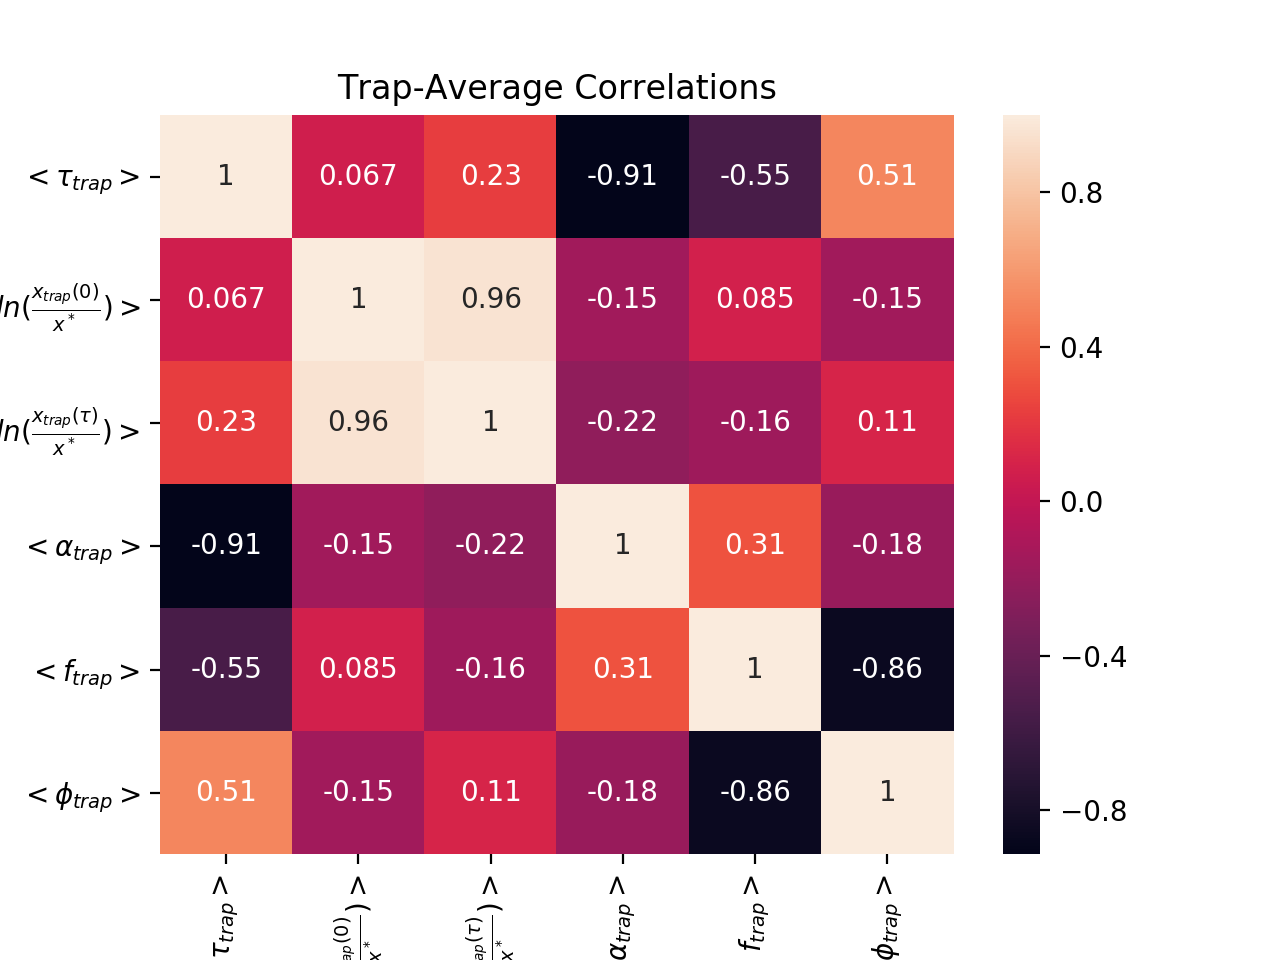 Trap-Average Correlations
< τ_trap > 1 0.067 0.23 -0.91 -0.55 0.51
ln(x_trap(0)/x*) > 0.067 1 0.96 -0.15 0.085 -0.15
ln(x_trap(τ)/x*) > 0.23 0.96 1 -0.22 -0.16 0.11
< α_trap > -0.91 -0.15 -0.22 1 0.31 -0.18
< f_trap > -0.55 0.085 -0.16 0.31 1 -0.86
< ϕ_trap > 0.51 -0.15 0.11 -0.18 -0.86 1
τ_trap >
ap(0)/x*) >
ap(τ)/x*) >
α_trap >
f_trap >
ϕ_trap >
0.8
0.4
0.0
−0.4
−0.8